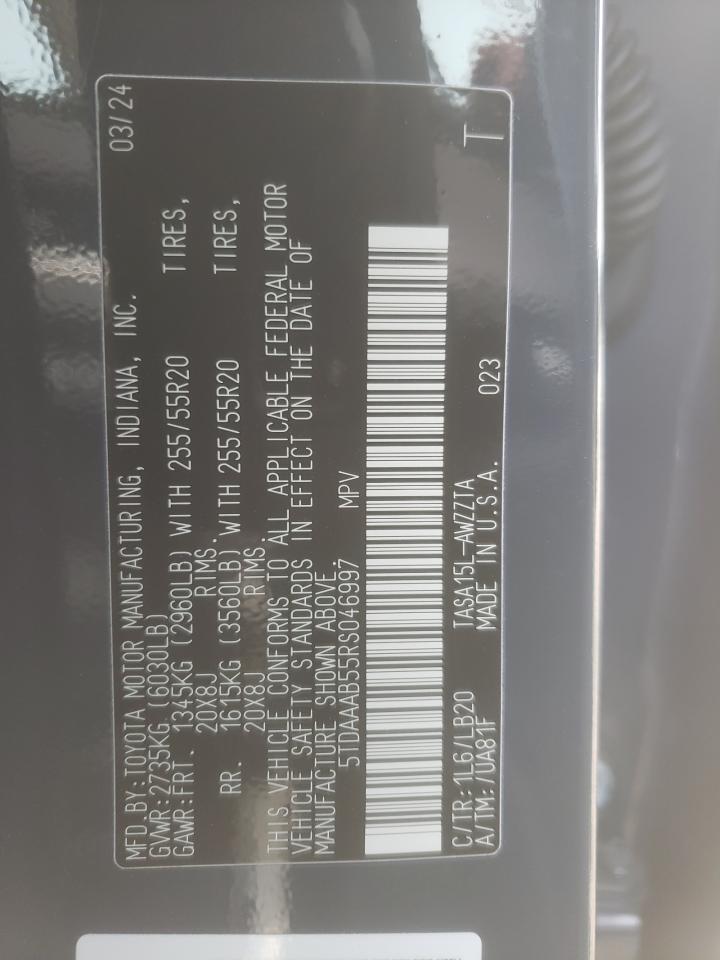 MFD.BY:TOYOTA MOTOR MANUFACTURING, INDIANA, INC. 03/24
GVWR:2735KG (6030LB)
GAWR:FRT. 1345KG (2960LB) WITH 255/55R20 TIRES,
20X8J RIMS.
RR. 1615KG (3560LB) WITH 255/55R20 TIRES,
20X8J RIMS.
THIS VEHICLE CONFORMS TO ALL APPLICABLE FEDERAL MOTOR
VEHICLE SAFETY STANDARDS IN EFFECT ON THE DATE OF
MANUFACTURE SHOWN ABOVE.
5TDAAAB55RS046997 MPV
C/TR:1L6/LB20 TASA15L-AWZZTA T
A/TM:/UA81F MADE IN U.S.A. 023